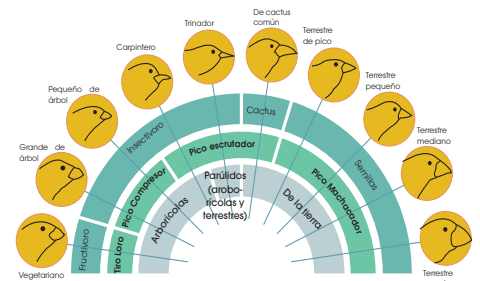 De cactus
común
Trinador
Terrestre
de pico
Carpintero
Terrestre
pequeño
Pequeño de
árbol
Terrestre
mediano
Grande de
árbol
Vegetariano
Terrestre
Frutívoro
Insectívoro
Cactus
Semillas
Tiro Loro
Pico Compresor
Pico escrutador
Pico Machacador
Arborícolas
Parúlidos
(arobo-
rícolas y
terrestres)
De la tierra